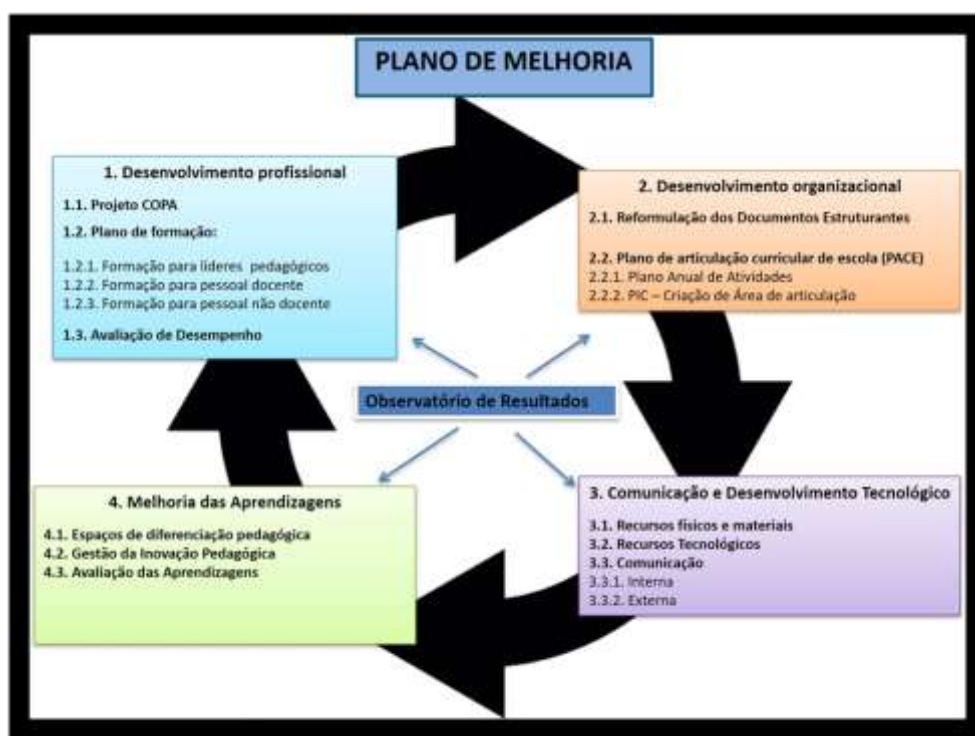 PLANO DE MELHORIA
1. Desenvolvimento profissional
1.1. Projeto COPA
1.2. Plano de formação:
1.2.1. Formação para líderes pedagógicos
1.2.2. Formação para pessoal docente
1.2.3. Formação para pessoal não docente
1.3. Avaliação de Desempenho
2. Desenvolvimento organizacional
2.1. Reformulação dos Documentos Estruturantes
2.2. Plano de articulação curricular de escola (PACE)
2.2.1. Plano Anual de Atividades
2.2.2. PIC – Criação de Área de articulação
Observatório de Resultados
3. Comunicação e Desenvolvimento Tecnológico
3.1. Recursos físicos e materiais
3.2. Recursos Tecnológicos
3.3. Comunicação
3.3.1. Interna
3.3.2. Externa
4. Melhoria das Aprendizagens
4.1. Espaços de diferenciação pedagógica
4.2. Gestão da Inovação Pedagógica
4.3. Avaliação das Aprendizagens